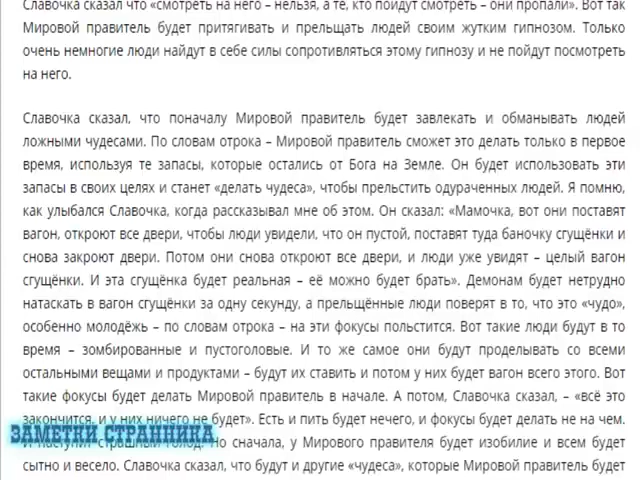 Славочка сказал что «смотреть на него – нельзя, а те, кто пойдут смотреть – они пропали». Вот так
Мировой правитель будет притягивать и прельщать людей своим жутким гипнозом. Только
очень немногие люди найдут в себе силы сопротивляться этому гипнозу и не пойдут посмотреть
на него.
Славочка сказал, что поначалу Мировой правитель будет завлекать и обманывать людей
ложными чудесами. По словам отрока – Мировой правитель сможет это делать только в первое
время, используя те запасы, которые остались от Бога на Земле. Он будет использовать эти
запасы в своих целях и станет «делать чудеса», чтобы прельстить одураченных людей. Я помню,
как улыбался Славочка, когда рассказывал мне об этом. Он сказал: «Мамочка, вот они поставят
вагон, откроют все двери, чтобы люди увидели, что он пустой, поставят туда баночку сгущёнки и
снова закроют двери. Потом они снова откроют все двери, и люди уже увидят – целый вагон
сгущёнки. И эта сгущёнка будет реальная – её можно будет брать». Демонам будет нетрудно
натаскать в вагон сгущёнки за одну секунду, а прельщённые люди поверят в то, что это «чудо»,
особенно молодёжь – по словам отрока – на эти фокусы польстится. Вот такие люди будут в то
время – зомбированные и пустоголовые. И то же самое они будут проделывать со всеми
остальными вещами и продуктами – будут их ставить и потом у них будет вагон всего этого. Вот
такие фокусы будет делать Мировой правитель в начале. А потом, Славочка сказал, – «всё это
закончится, и у них ничего не будет». Есть и пить будет нечего, и фокусы будет делать не на чем.
И наступит страшный голод. Но сначала, у Мирового правителя будет изобилие и всем будет
ЗАМЕТКИ СТРАННИКА
сытно и весело. Славочка сказал, что будут и другие «чудеса», которые Мировой правитель будет